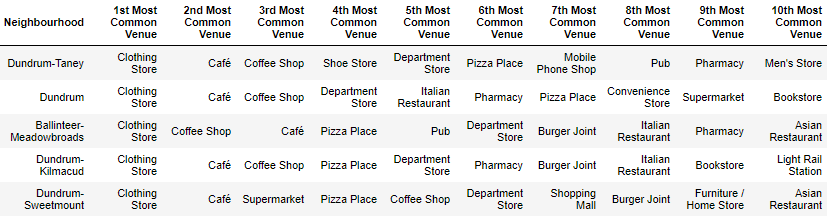 Neighbourhood 1st Most Common Venue 2nd Most Common Venue 3rd Most Common Venue 4th Most Common Venue 5th Most Common Venue 6th Most Common Venue 7th Most Common Venue 8th Most Common Venue 9th Most Common Venue 10th Most Common Venue
Dundrum-Taney Clothing Store Café Coffee Shop Shoe Store Department Store Pizza Place Mobile Phone Shop Pub Pharmacy Men's Store
Dundrum Clothing Store Café Coffee Shop Department Store Italian Restaurant Pharmacy Pizza Place Convenience Store Supermarket Bookstore
Ballinteer-Meadowbroads Clothing Store Coffee Shop Café Pizza Place Pub Department Store Burger Joint Italian Restaurant Pharmacy Asian Restaurant
Dundrum-Kilmacud Clothing Store Café Coffee Shop Pizza Place Department Store Pharmacy Burger Joint Italian Restaurant Bookstore Light Rail Station
Dundrum-Sweetmount Clothing Store Café Supermarket Pizza Place Coffee Shop Department Store Shopping Mall Burger Joint Furniture / Home Store Asian Restaurant